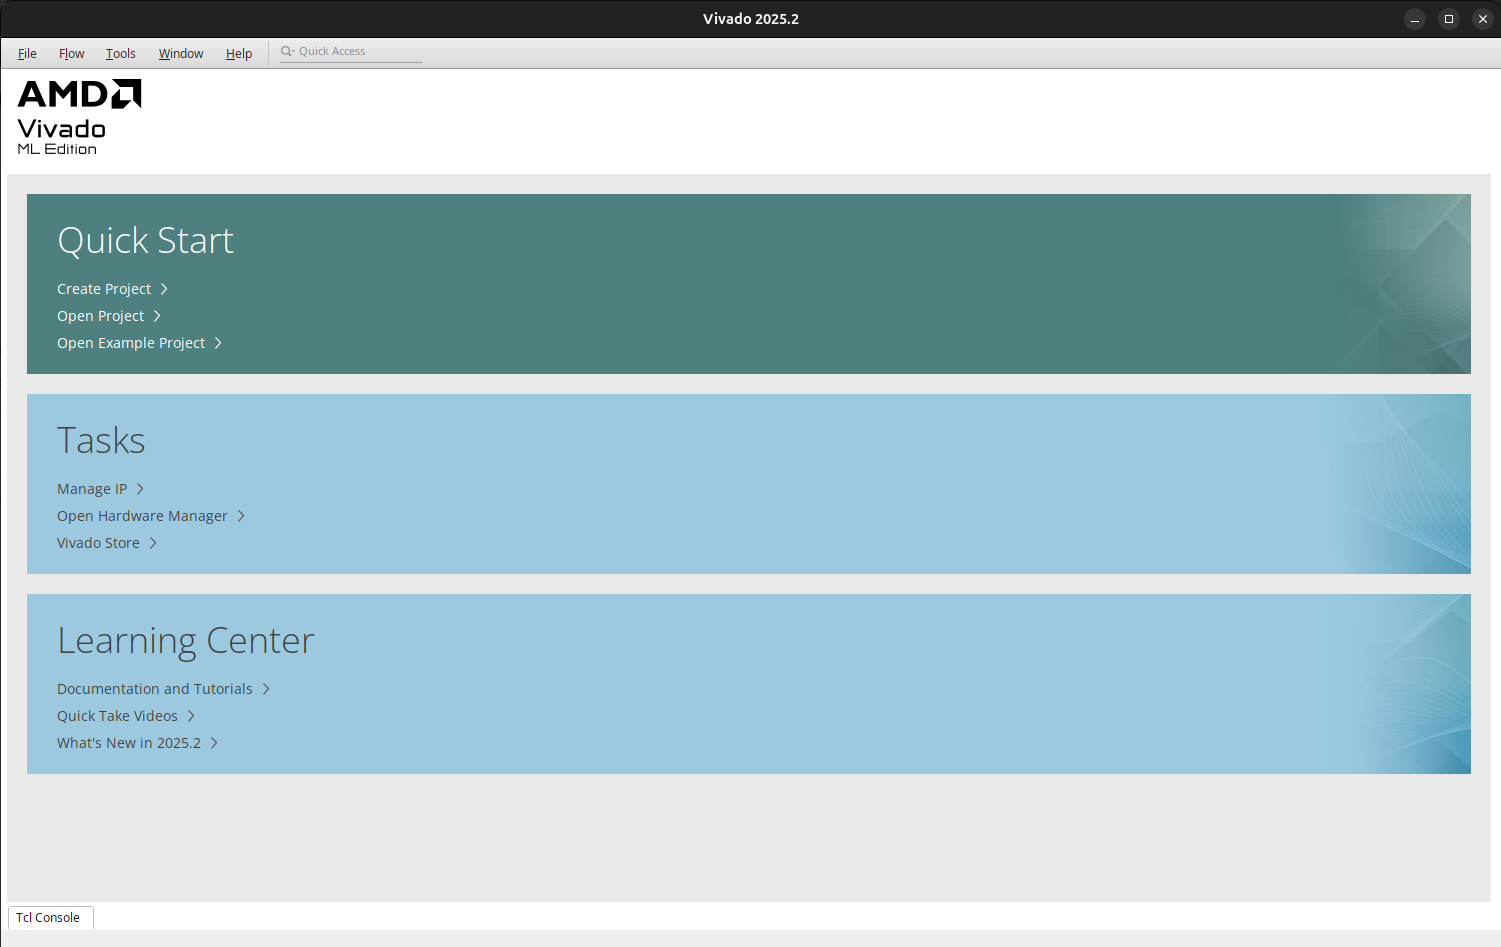 Vivado 2025.2
File Flow Tools Window Help Quick Access
AMD
Vivado
ML Edition
Quick Start
Create Project
Open Project
Open Example Project
Tasks
Manage IP
Open Hardware Manager
Vivado Store
Learning Center
Documentation and Tutorials
Quick Take Videos
What's New in 2025.2
Tcl Console